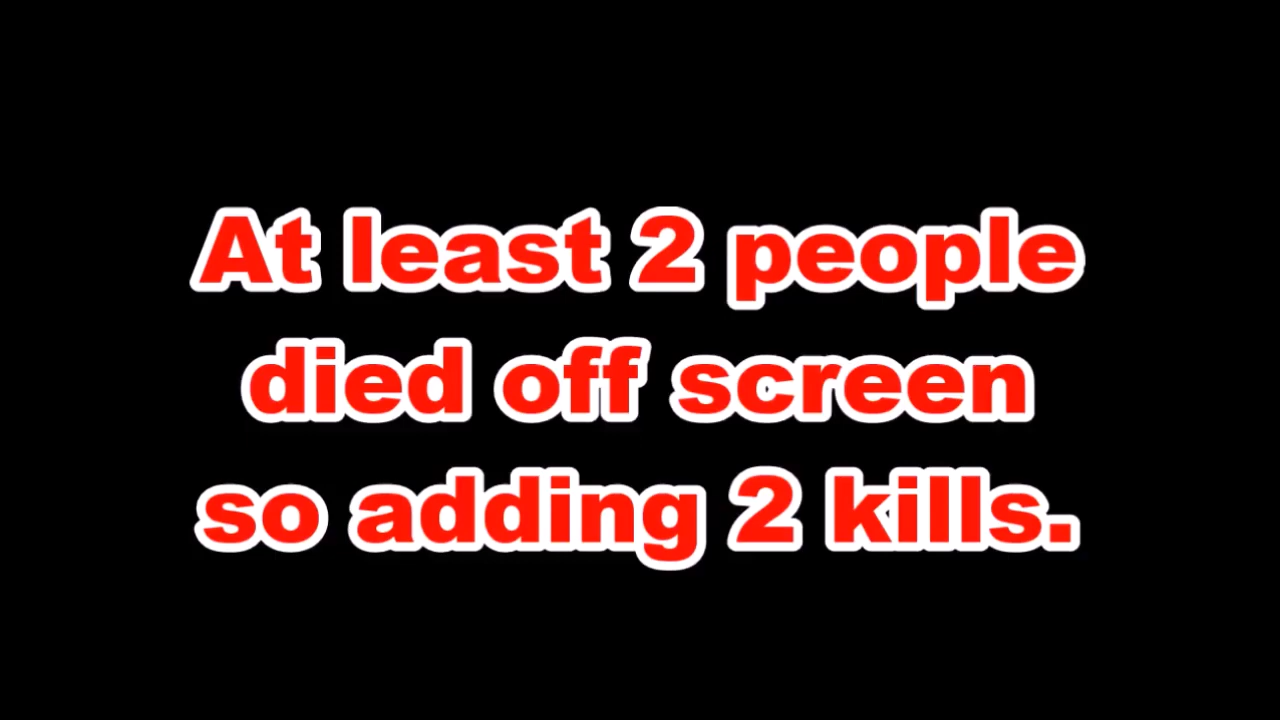 At least 2 people
died off screen
so adding 2 kills.